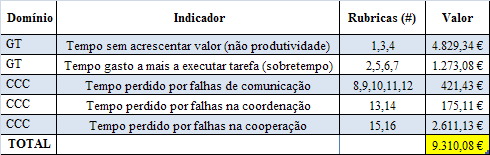 Domínio Indicador Rubricas (#) Valor
GT Tempo sem acrescentar valor (não produtividade) 1,3,4 4.829,34 €
GT Tempo gasto a mais a executar tarefa (sobretempo) 2,5,6,7 1.273,08 €
CCC Tempo perdido por falhas de comunicação 8,9,10,11,12 421,43 €
CCC Tempo perdido por falhas na coordenação 13,14 175,11 €
CCC Tempo perdido por falhas na cooperação 15,16 2.611,13 €
TOTAL 9.310,08 €